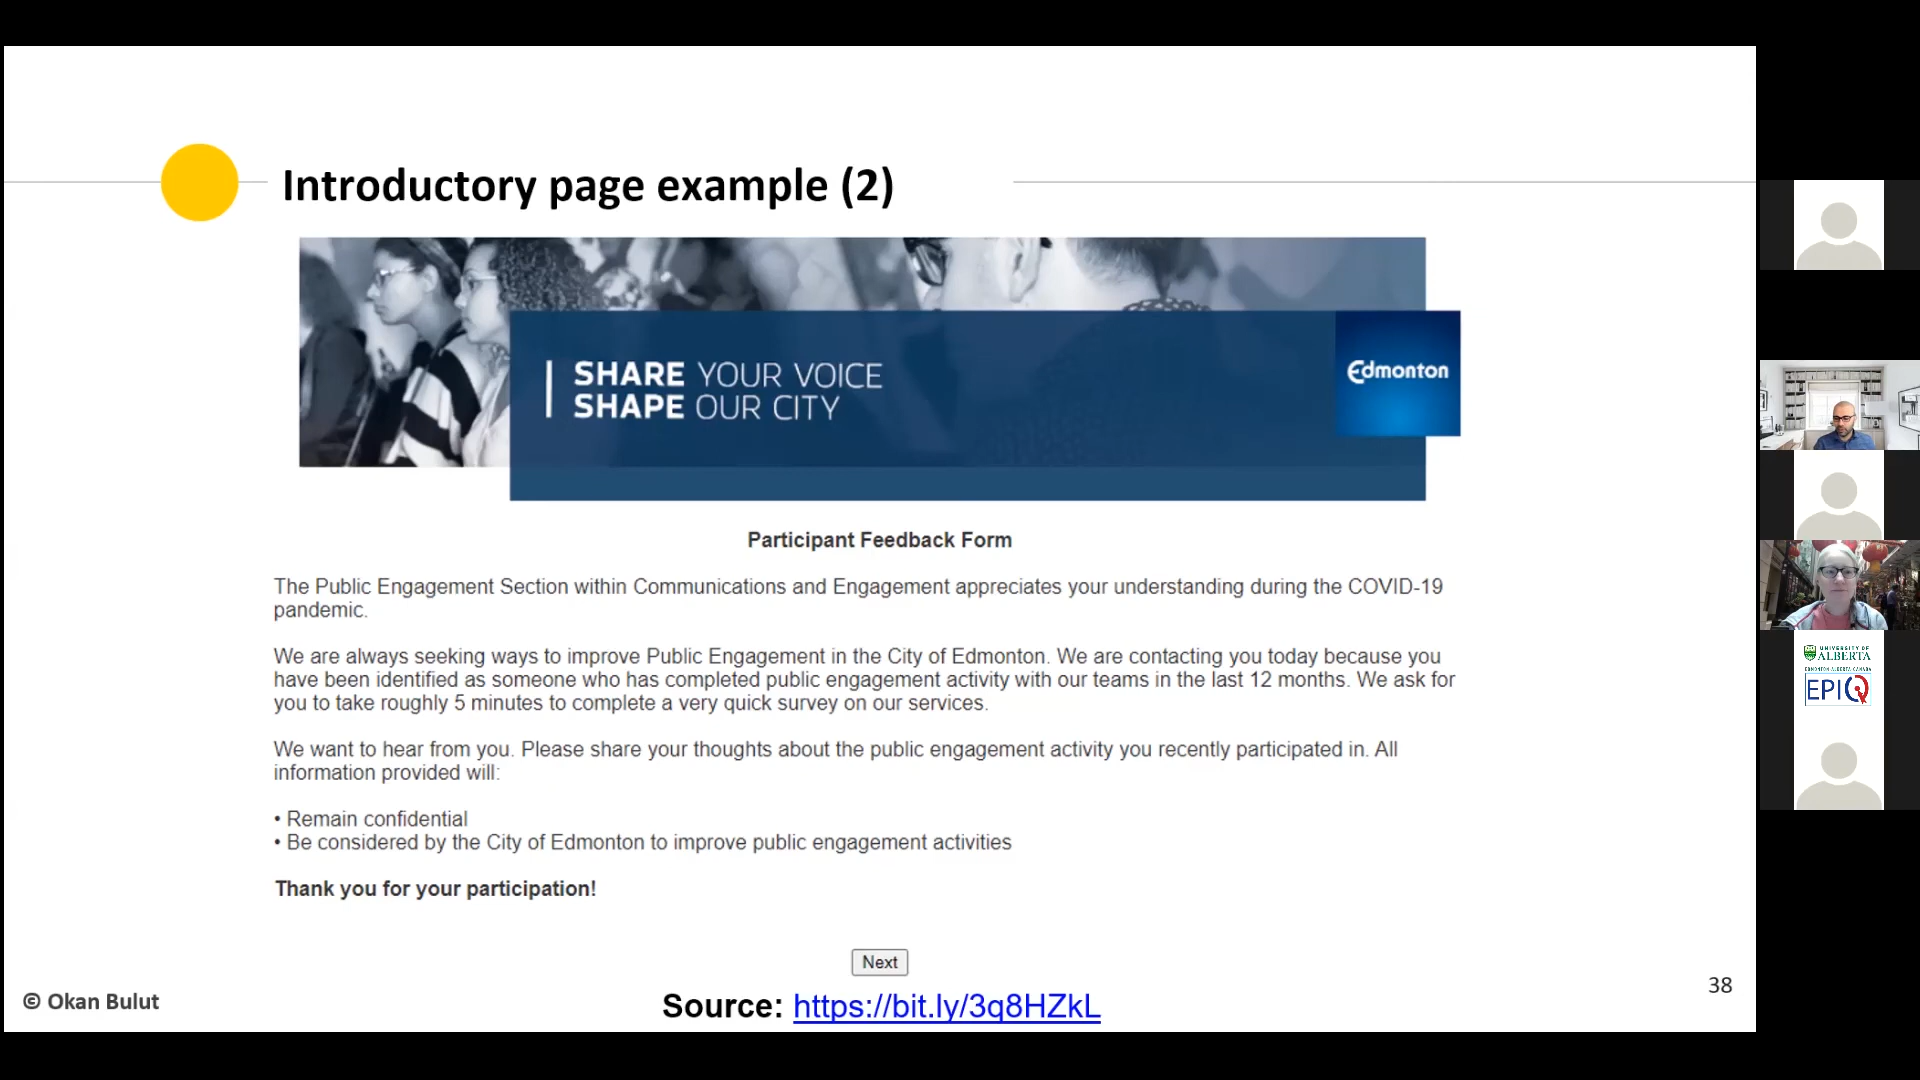 Introductory page example (2)
SHARE YOUR VOICE
SHAPE OUR CITY
Edmonton
Participant Feedback Form
The Public Engagement Section within Communications and Engagement appreciates your understanding during the COVID-19
pandemic.
We are always seeking ways to improve Public Engagement in the City of Edmonton. We are contacting you today because you
have been identified as someone who has completed public engagement activity with our teams in the last 12 months. We ask for
you to take roughly 5 minutes to complete a very quick survey on our services.
We want to hear from you. Please share your thoughts about the public engagement activity you recently participated in. All
information provided will:
• Remain confidential
• Be considered by the City of Edmonton to improve public engagement activities
Thank you for your participation!
Next
Source: https://bit.ly/3q8HZkL
© Okan Bulut
38
UNIVERSITY OF
ALBERTA
EDMONTON·ALBERTA·CANADA
EPIQ